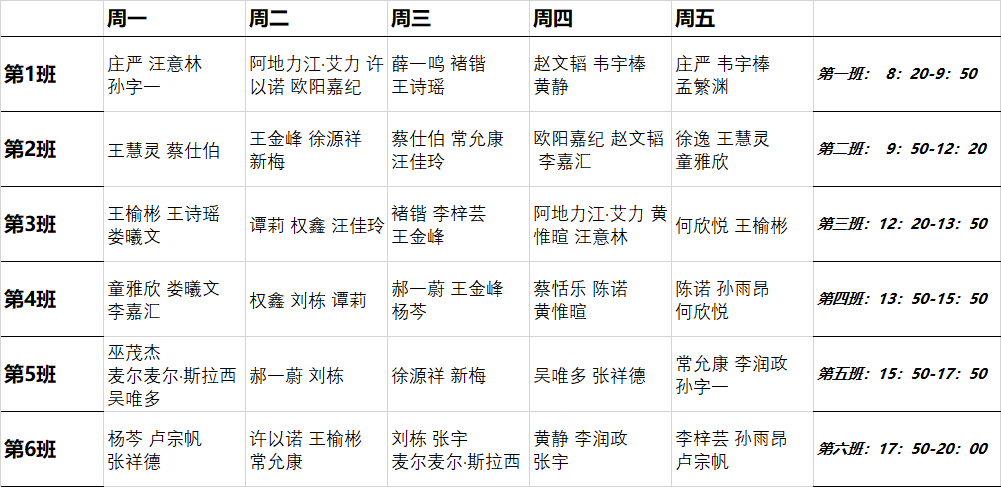 周一 周二 周三 周四 周五
第1班
庄严 汪意林
孙字一
阿地力江·艾力 许
以诺 欧阳嘉纪
薛一鸣 褚锴
王诗瑶
赵文韬 韦宇棒
黄静
庄严 韦宇棒
孟繁渊
第一班： 8：20-9：50
第2班
王慧灵 蔡仕伯
王金峰 徐源祥
新梅
蔡仕伯 常允康
汪佳玲
欧阳嘉纪 赵文韬
李嘉汇
徐逸 王慧灵
童雅欣
第二班： 9：50-12：20
第3班
王榆彬 王诗瑶
娄曦文
谭莉 权鑫 汪佳玲
褚锴 李梓芸
王金峰
阿地力江·艾力 黄
惟暄 汪意林
何欣悦 王榆彬
第三班：12：20-13：50
第4班
童雅欣 娄曦文
李嘉汇
权鑫 刘栋 谭莉
郝一蔚 王金峰
杨芩
蔡恬乐 陈诺
黄惟暄
陈诺 孙雨昂
何欣悦
第四班：13：50-15：50
第5班
巫茂杰
麦尔麦尔·斯拉西
吴唯多
郝一蔚 刘栋
徐源祥 新梅
吴唯多 张祥德
常允康 李润政
孙字一
第五班：15：50-17：50
第6班
杨芩 卢宗帆
张祥德
许以诺 王榆彬
常允康
刘栋 张宇
麦尔麦尔·斯拉西
黄静 李润政
张宇
李梓芸 孙雨昂
卢宗帆
第六班：17：50-20：00